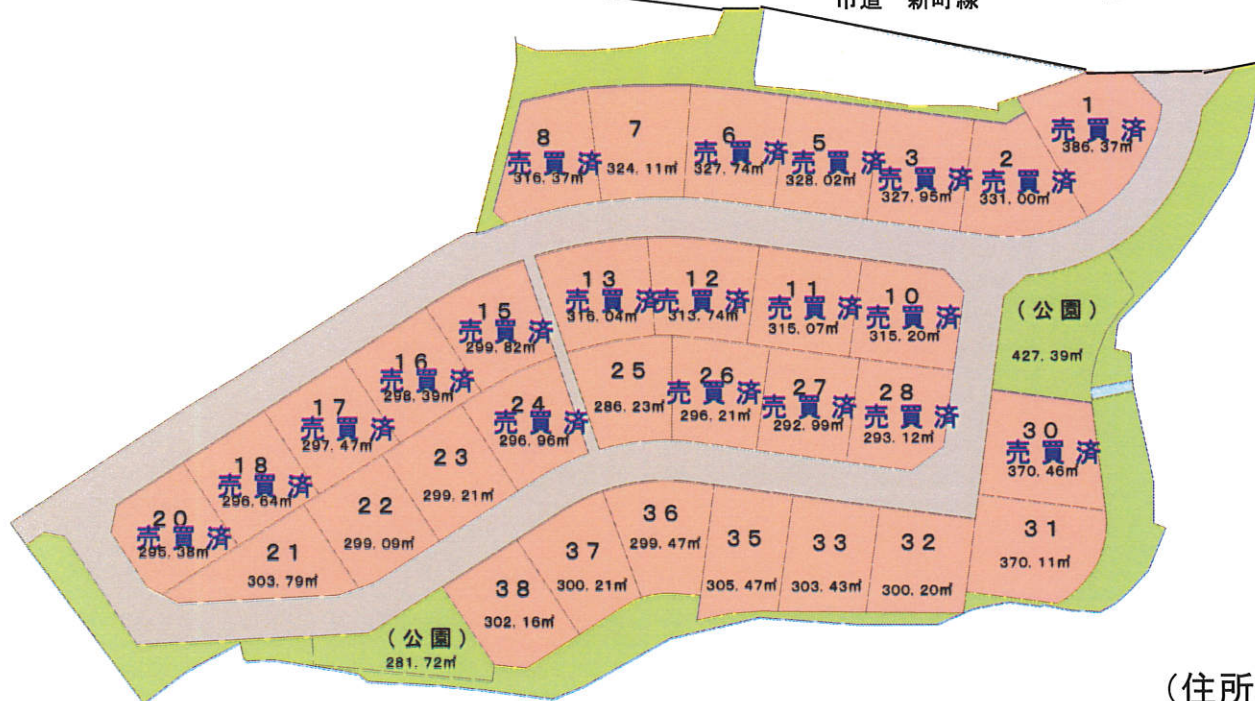 市道 新町線
1
売買済
386.37㎡
8
売買済
316.37㎡
7
324.11㎡
6
売買済
327.74㎡
5
売買済
328.02㎡
3
売買済
327.95㎡
2
売買済
331.00㎡
13
売買済
316.04㎡
12
売買済
313.74㎡
11
売買済
315.07㎡
10
売買済
315.20㎡
(公園)
427.39㎡
15
売買済
299.82㎡
16
売買済
298.39㎡
17
売買済
297.47㎡
18
売買済
296.64㎡
20
売買済
295.38㎡
25
286.23㎡
26
売買済
296.21㎡
27
売買済
292.99㎡
28
売買済
293.12㎡
24
売買済
296.96㎡
23
299.21㎡
22
299.09㎡
21
303.79㎡
30
売買済
370.46㎡
31
370.11㎡
36
299.47㎡
35
305.47㎡
33
303.43㎡
32
300.20㎡
37
300.21㎡
38
302.16㎡
(公園)
281.72㎡
(住所